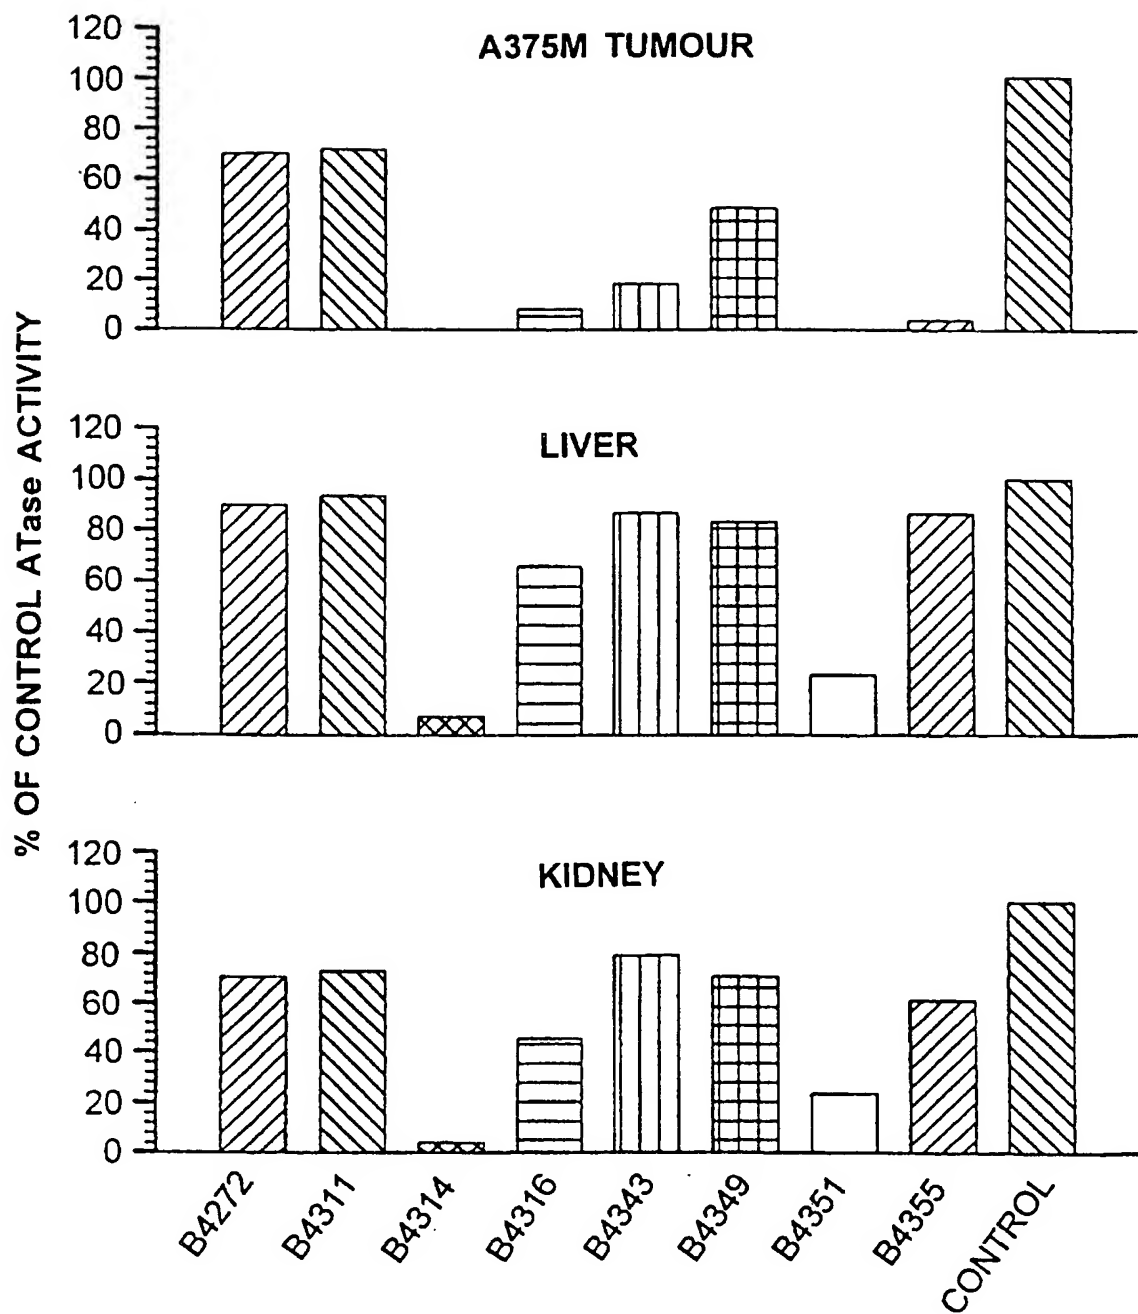 % OF CONTROL ATase ACTIVITY
A375M TUMOUR
120
100
80
60
40
20
0
LIVER
120
100
80
60
40
20
0
KIDNEY
120
100
80
60
40
20
0
B4272
B4311
B4314
B4316
B4343
B4349
B4351
B4355
CONTROL